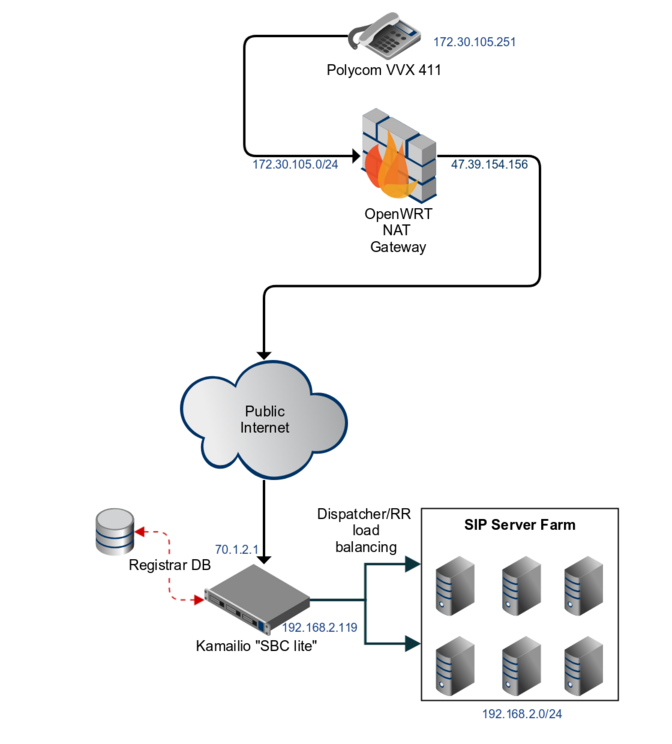 172.30.105.251
Polycom VVX 411
172.30.105.0/24
47.39.154.156
OpenWRT
NAT
Gateway
Public
Internet
Dispatcher/RR
load
balancing
SIP Server Farm
70.1.2.1
Registrar DB
192.168.2.119
Kamailio "SBC lite"
192.168.2.0/24